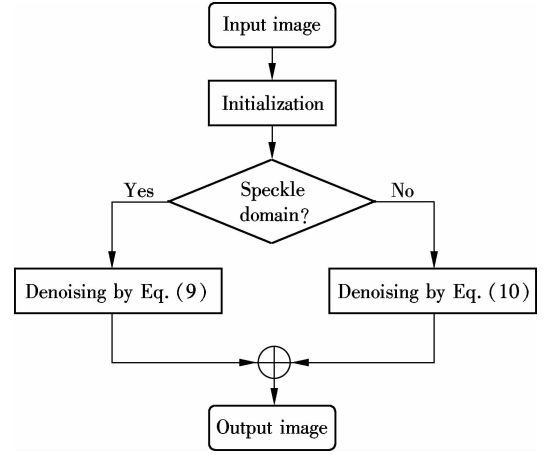 Input image
Initialization
Speckle
domain?
Yes
No
Denoising by Eq. (9)
Denoising by Eq. (10)
Output image